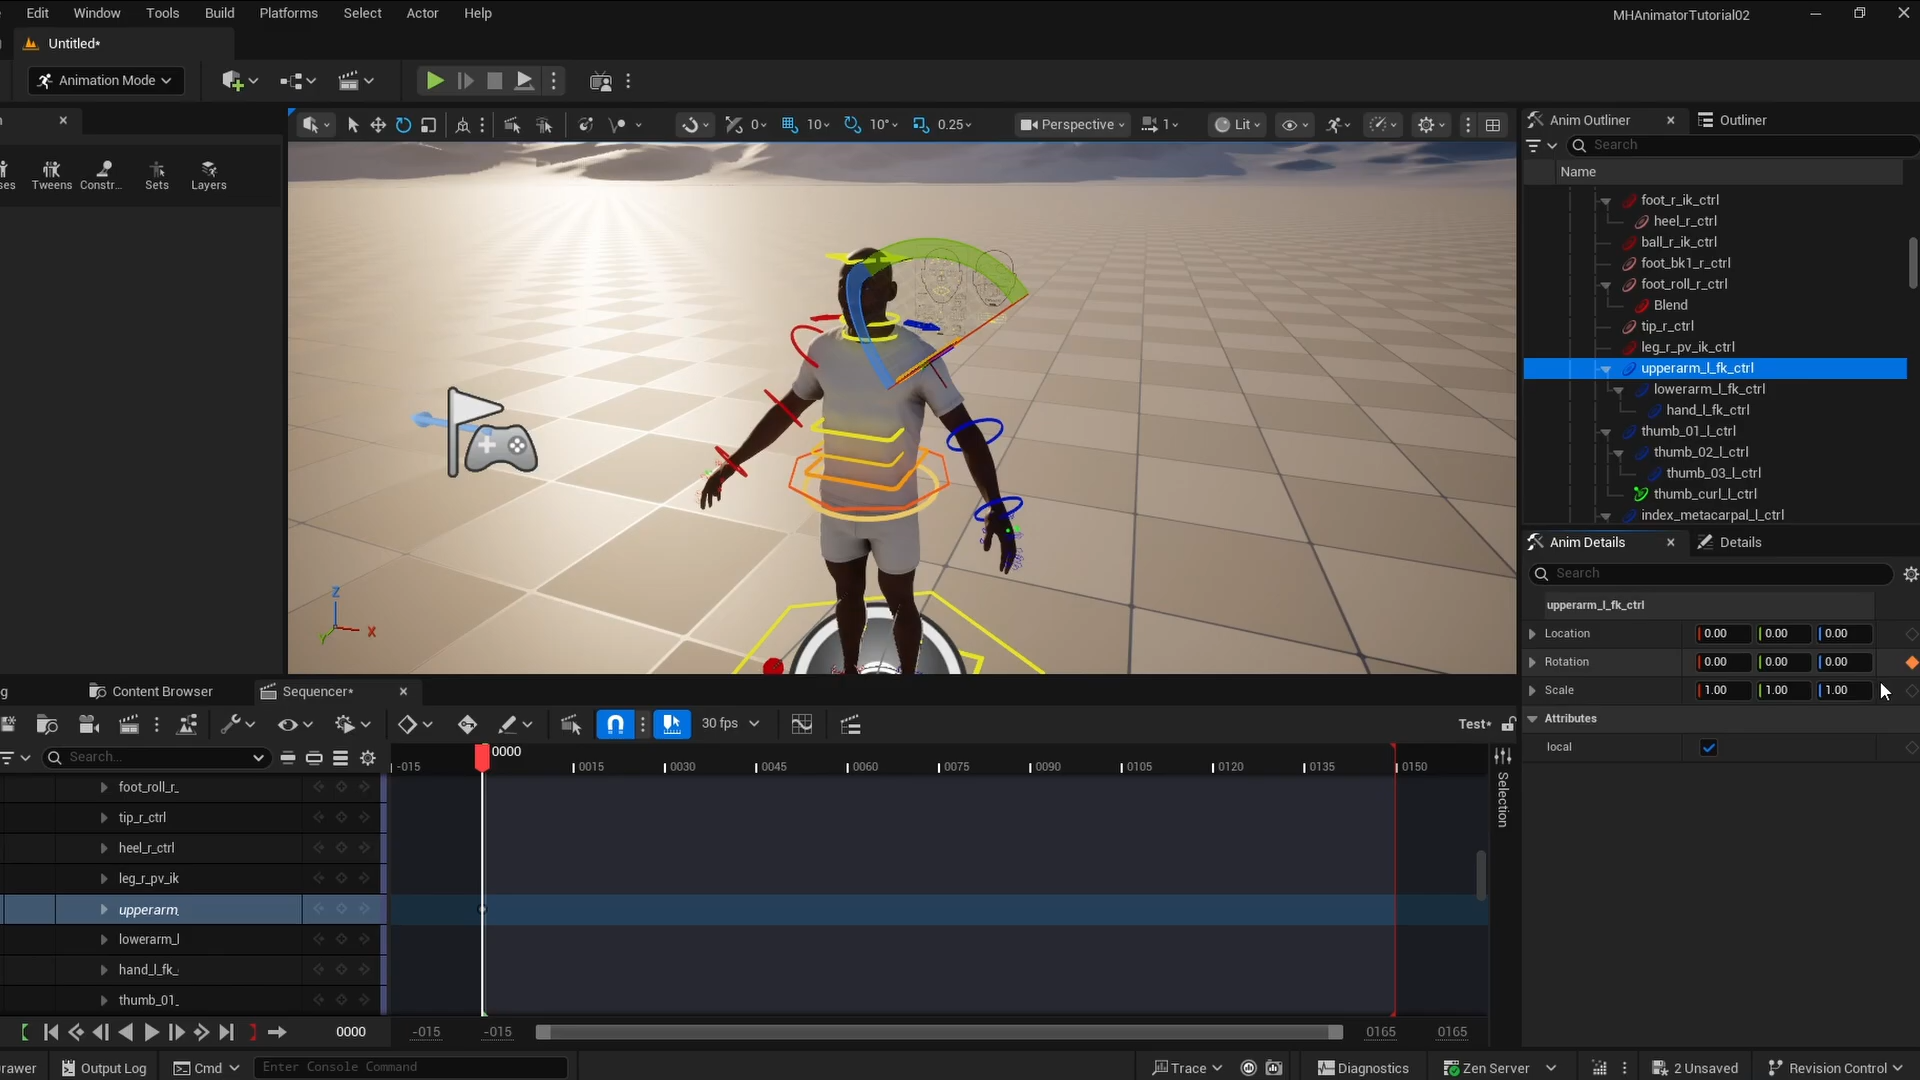 Edit Window Tools Build Platforms Select Actor Help MHAnimatorTutorial02
Untitled*
Animation Mode
0 10 10° 0.25 Perspective 1 Lit
Tweens Constr... Sets Layers
Z
X
Y
Anim Outliner Outliner
Search
Name
foot_r_ik_ctrl
heel_r_ctrl
ball_r_ik_ctrl
foot_bk1_r_ctrl
foot_roll_r_ctrl
Blend
tip_r_ctrl
leg_r_pv_ik_ctrl
upperarm_l_fk_ctrl
lowerarm_l_fk_ctrl
hand_l_fk_ctrl
thumb_01_l_ctrl
thumb_02_l_ctrl
thumb_03_l_ctrl
thumb_curl_l_ctrl
index_metacarpal_l_ctrl
Anim Details Details
Search
upperarm_l_fk_ctrl
Location 0.00 0.00 0.00
Rotation 0.00 0.00 0.00
Scale 1.00 1.00 1.00
Attributes
local
Content Browser Sequencer*
30 fps Test*
Search...
0000
-015 0015 0030 0045 0060 0075 0090 0105 0120 0135 0150
Selection
foot_roll_r_
tip_r_ctrl
heel_r_ctrl
leg_r_pv_ik
upperarm_
lowerarm_l
hand_l_fk_
thumb_01_
0000 -015 -015 0165 0165
Output Log Cmd Enter Console Command Trace Diagnostics Zen Server 2 Unsaved Revision Control